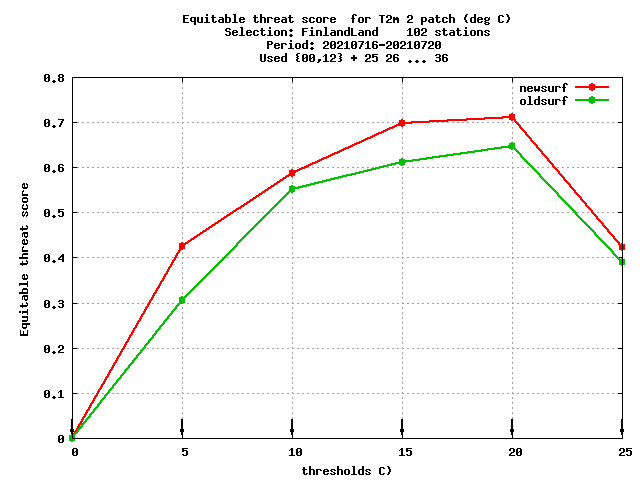 Equitable threat score  for T2m 2 patch (deg C)
Selection: FinlandLand    102 stations
Period: 20210716-20210720
Used {00,12} + 25 26 ... 36
newsurf
oldsurf
Equitable threat score
0.8
0.7
0.6
0.5
0.4
0.3
0.2
0.1
0
0 5 10 15 20 25
thresholds C)